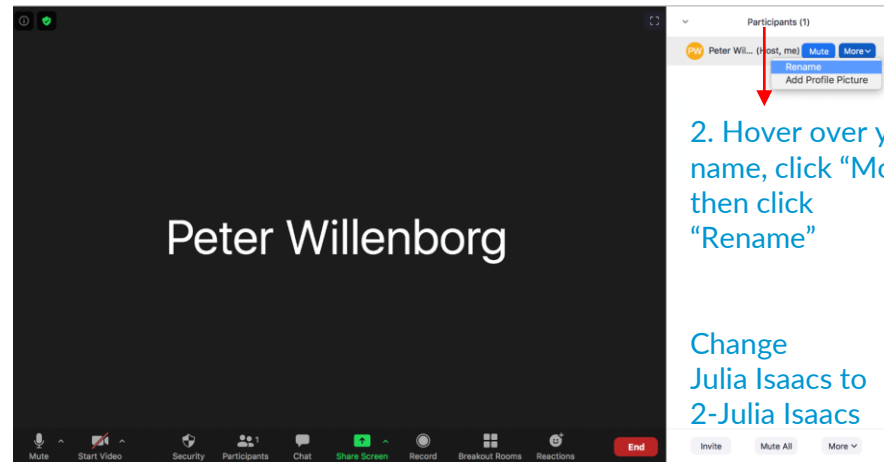 Participants (1)
PW Peter Wil... (Host, me) Mute More
Rename
Add Profile Picture
2. Hover over
name, click
then click
“Rename”
Peter Willenborg
Change
Julia Isaacs to
2-Julia Isaacs
1
Mute Start Video Security Participants Chat Share Screen Record Breakout Rooms Reactions End
Invite Mute All More